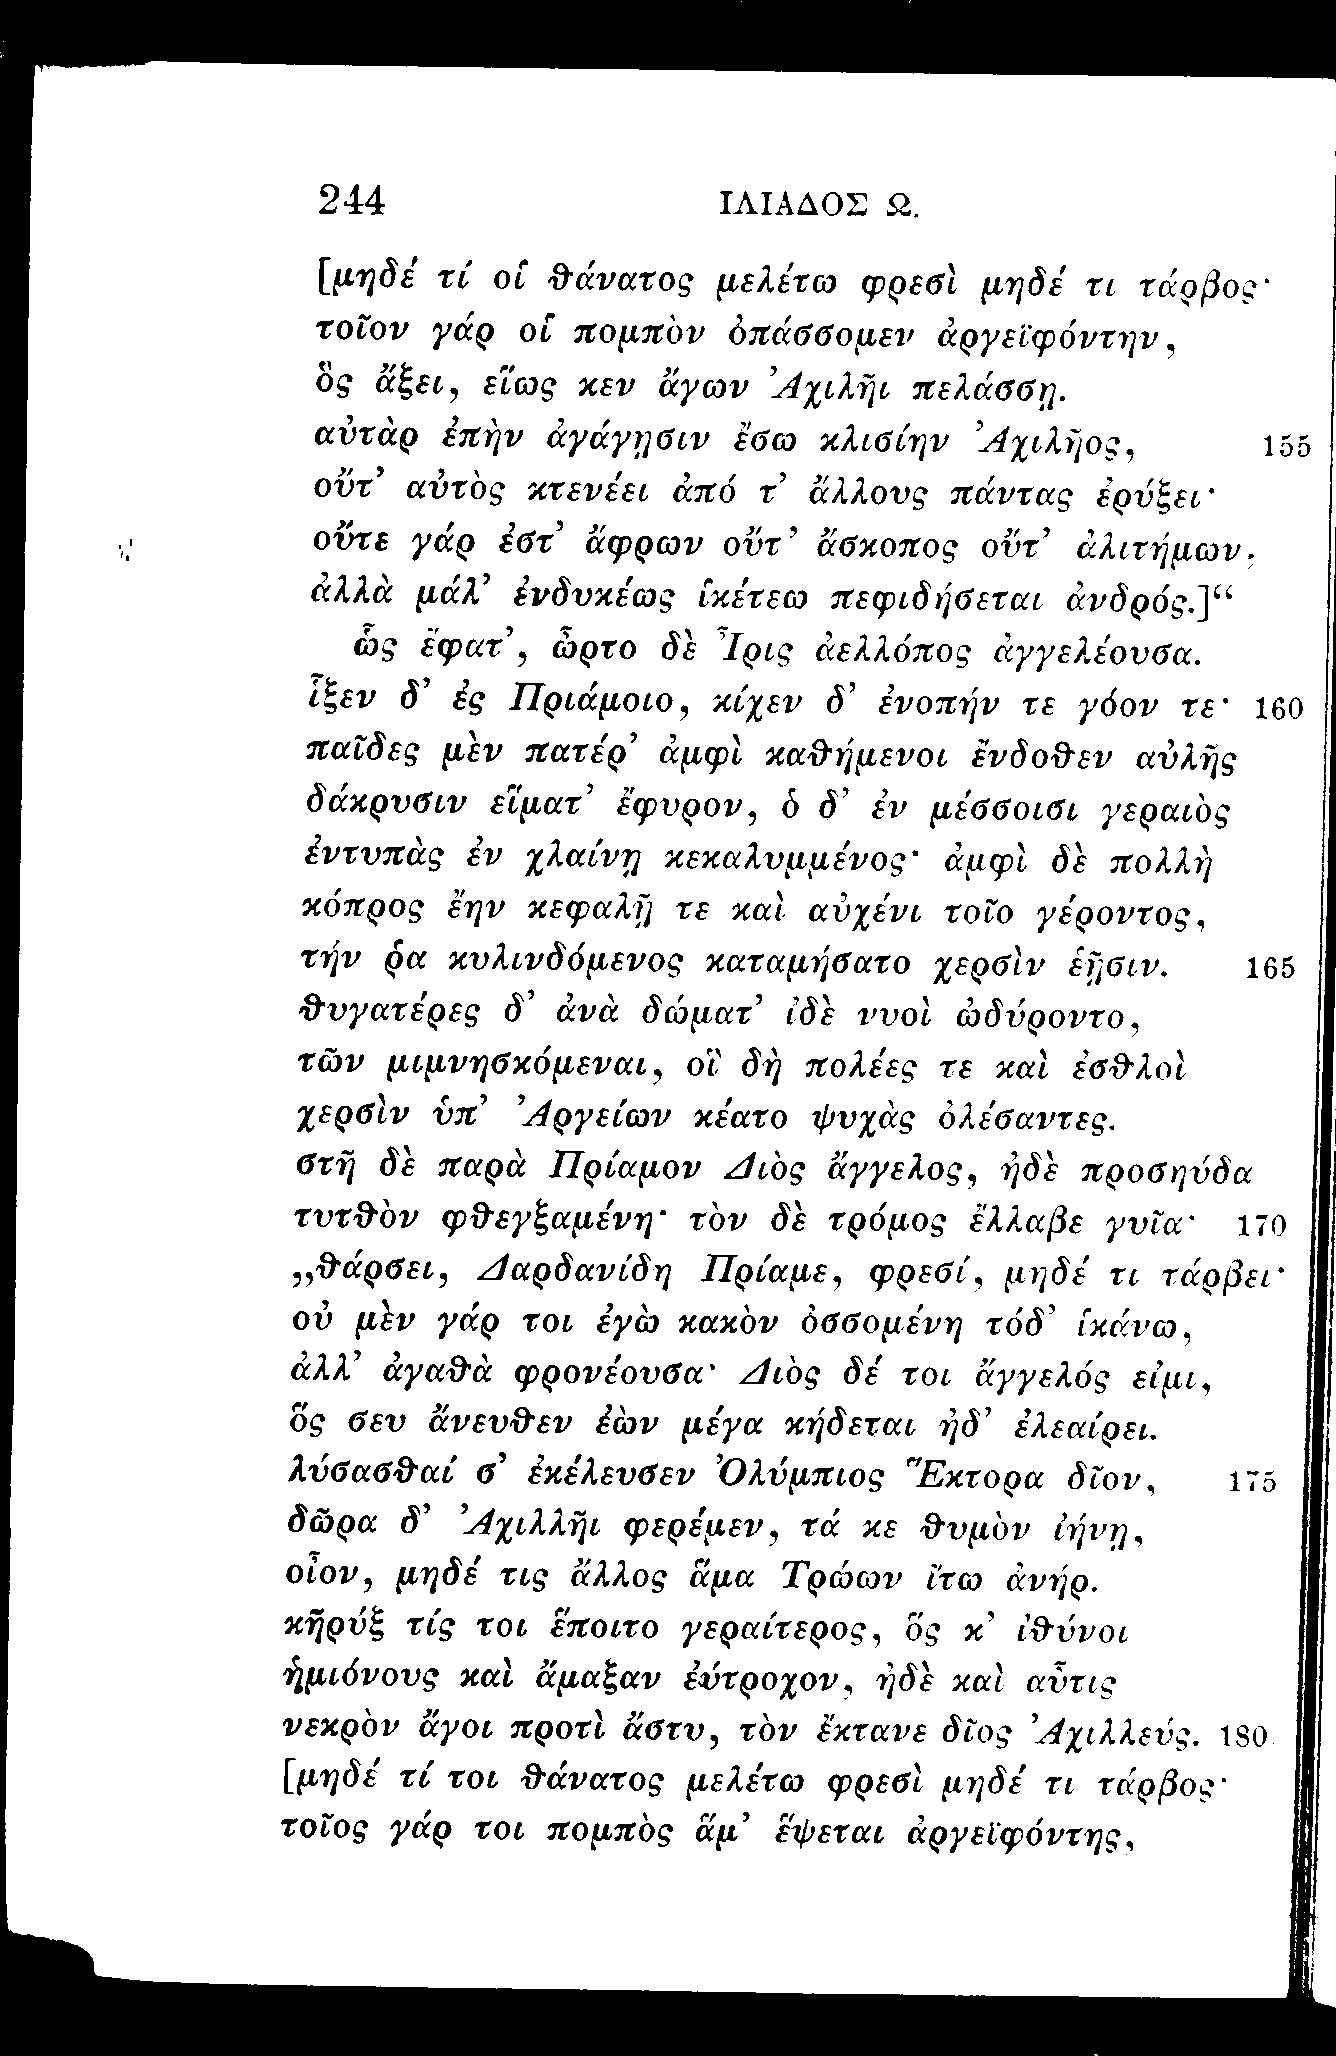 244 ΙΛΙΑΔΟΣ Ω.
[μηδέ τί οἱ θάνατος μελέτω φρεσὶ μηδέ τι τάρβος·
τοῖον γάρ οἱ πομπὸν ὀπάσσομεν ἀργεϊφόντην,
ὃς ἄξει, εἵως κεν ἄγων Ἀχιλῆι πελάσσῃ.
αὐτὰρ ἐπὴν ἀγάγῃσιν ἔσω κλισίην Ἀχιλῆος, 155
οὔτ’ αὐτὸς κτενέει ἀπό τ’ ἄλλους πάντας ἐρύξει·
οὔτε γάρ ἐστ’ ἄφρων οὔτ’ ἄσκοπος οὔτ’ ἀλιτήμων,
ἀλλὰ μάλ’ ἐνδυκέως ἱκέτεω πεφιδήσεται ἀνδρός.]“
ὣς ἔφατ’, ὦρτο δὲ Ἶρις ἀελλόπος ἀγγελέουσα.
ἷξεν δ’ ἐς Πριάμοιο, κίχεν δ’ ἐνοπήν τε γόον τε· 160
παῖδες μὲν πατέρ’ ἀμφὶ καθήμενοι ἔνδοθεν αὐλῆς
δάκρυσιν εἵματ’ ἔφυρον, ὁ δ’ ἐν μέσσοισι γεραιὸς
ἐντυπὰς ἐν χλαίνῃ κεκαλυμμένος· ἀμφὶ δὲ πολλὴ
κόπρος ἔην κεφαλῇ τε καὶ αὐχένι τοῖο γέροντος,
τήν ῥα κυλινδόμενος καταμήσατο χερσὶν ἑῇσιν. 165
θυγατέρες δ’ ἀνὰ δώματ’ ἰδὲ νυοὶ ὠδύροντο,
τῶν μιμνησκόμεναι, οἳ δὴ πολέες τε καὶ ἐσθλοὶ
χερσὶν ὑπ’ Ἀργείων κέατο ψυχὰς ὀλέσαντες.
στῆ δὲ παρὰ Πρίαμον Διὸς ἄγγελος, ἠδὲ προσηύδα
τυτθὸν φθεγξαμένη· τὸν δὲ τρόμος ἔλλαβε γυῖα· 170
„θάρσει, Δαρδανίδη Πρίαμε, φρεσί, μηδέ τι τάρβει·
οὐ μὲν γάρ τοι ἐγὼ κακὸν ὀσσομένη τόδ’ ἱκάνω,
ἀλλ’ ἀγαθὰ φρονέουσα· Διὸς δέ τοι ἄγγελός εἰμι,
ὅς σευ ἄνευθεν ἐὼν μέγα κήδεται ἠδ’ ἐλεαίρει.
λύσασθαί σ’ ἐκέλευσεν Ὀλύμπιος Ἕκτορα δῖον, 175
δῶρα δ’ Ἀχιλλῆι φερέμεν, τά κε θυμὸν ἰήνῃ,
οἶον, μηδέ τις ἄλλος ἅμα Τρώων ἴτω ἀνήρ.
κῆρύξ τίς τοι ἕποιτο γεραίτερος, ὅς κ’ ἰθύνοι
ἡμιόνους καὶ ἄμαξαν ἐύτροχον, ἠδὲ καὶ αὖτις
νεκρὸν ἄγοι προτὶ ἄστυ, τὸν ἔκτανε δῖος Ἀχιλλεύς. 180
[μηδέ τί τοι θάνατος μελέτω φρεσὶ μηδέ τι τάρβος·
τοῖος γάρ τοι πομπὸς ἅμ’ ἕψεται ἀργεϊφόντης,